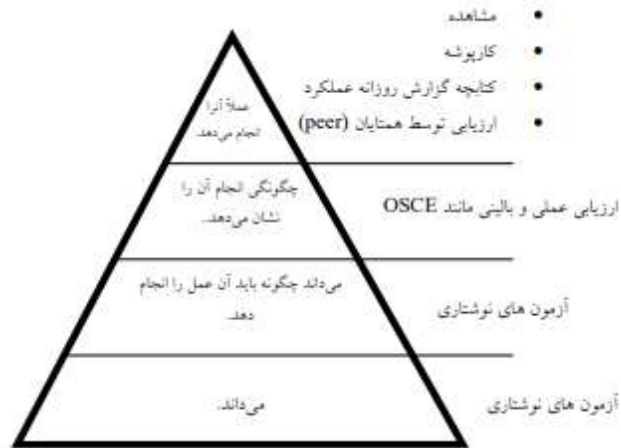 • مشاهده
• کارپوشه
• کتابچه گزارش روزانه عملکرد
• ارزیابی توسط همتایان (peer)
عملاً آنرا
انجام می‌دهد.
ارزیابی عملی و بالینی مانند OSCE
چگونگی انجام آن را
نشان می‌دهد.
آزمون های نوشتاری
می‌داند چگونه باید آن عمل را انجام
دهد.
آزمون های نوشتاری
می‌داند.